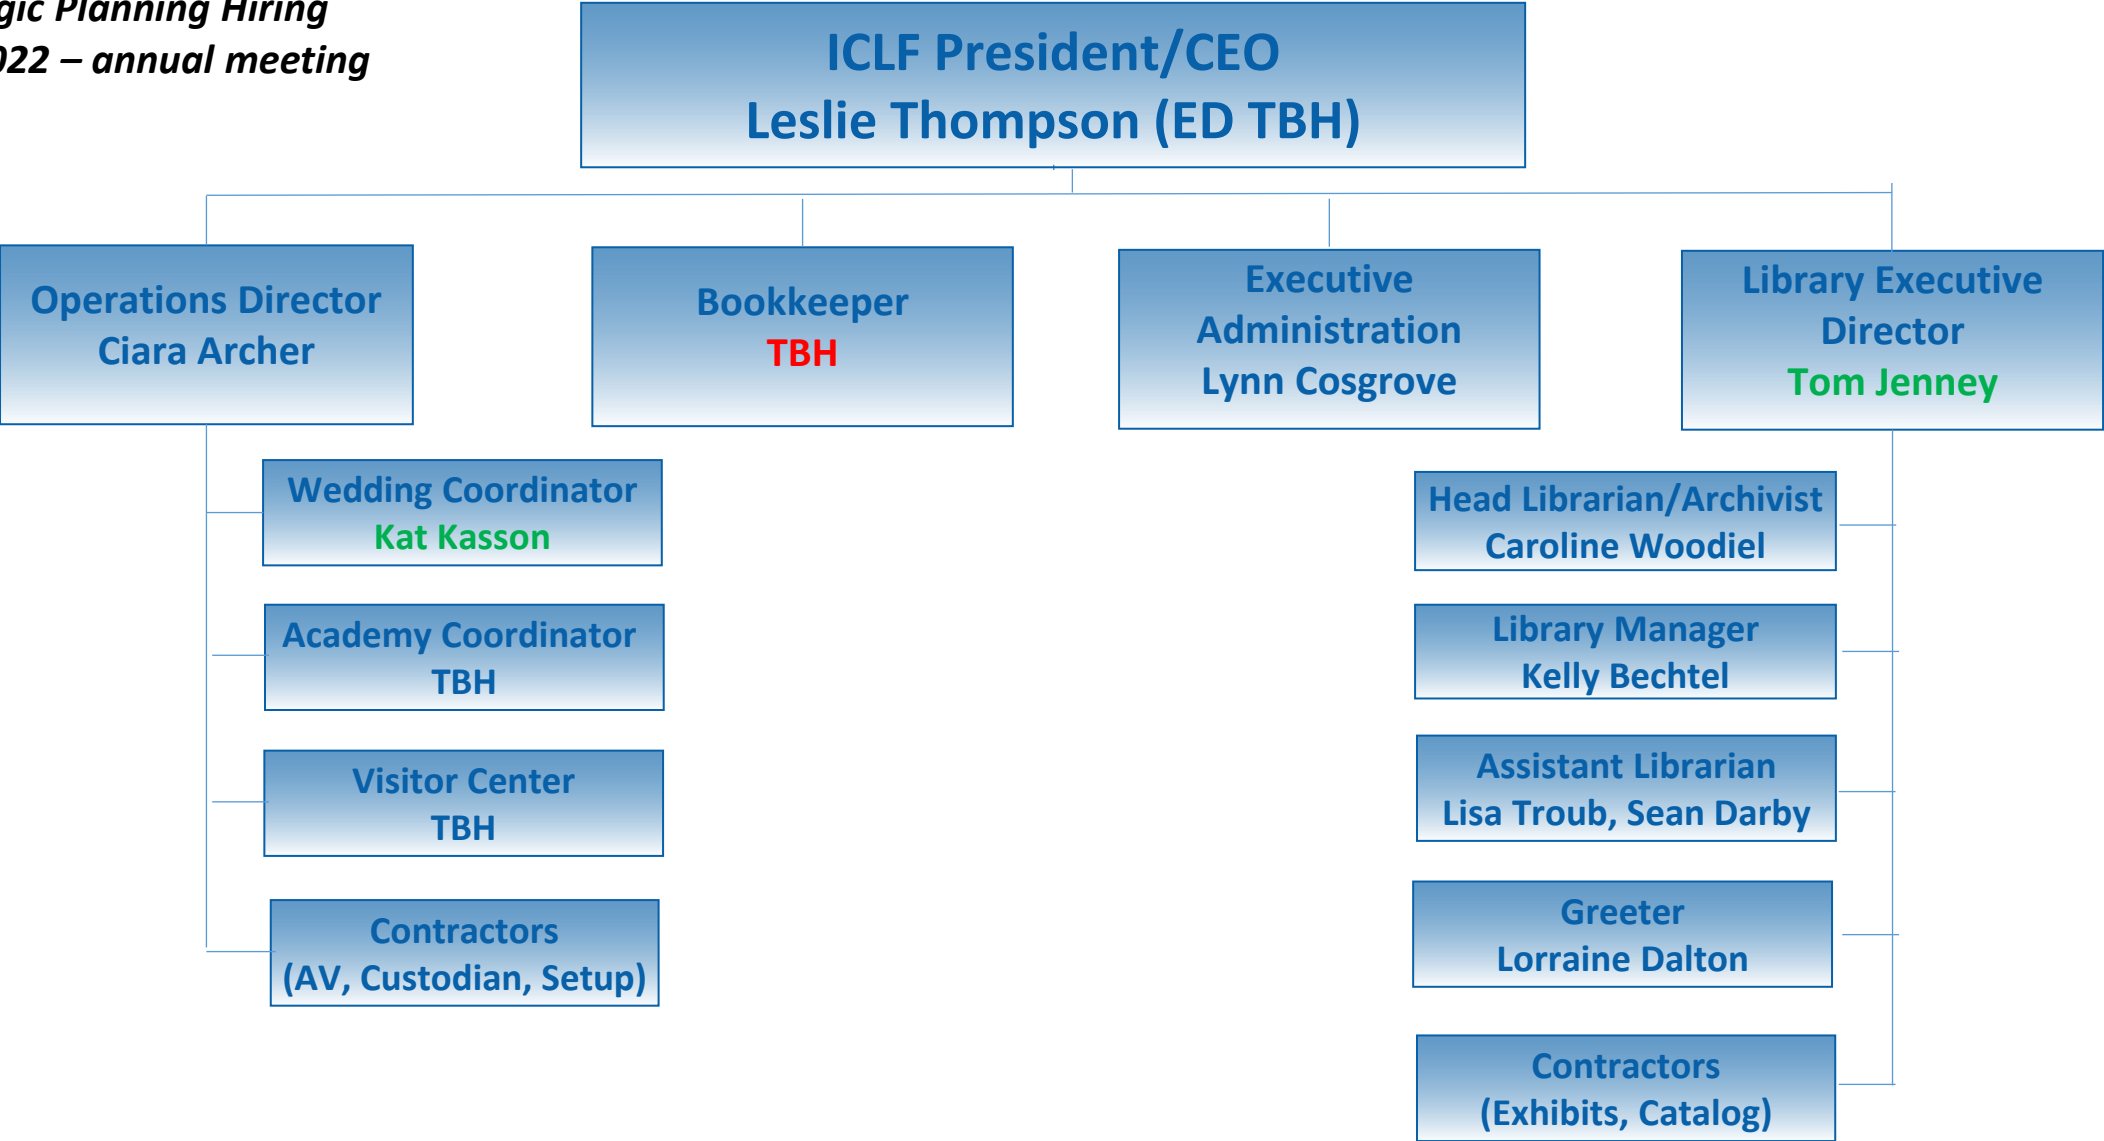 Planning Hiring
– annual meeting
ICLF President/CEO
Leslie Thompson (ED TBH)
Operations Director
Ciara Archer
Bookkeeper
TBH
Executive
Administration
Lynn Cosgrove
Library Executive
Director
Tom Jenney
Wedding Coordinator
Kat Kasson
Academy Coordinator
TBH
Visitor Center
TBH
Contractors
(AV, Custodian, Setup)
Head Librarian/Archivist
Caroline Woodiel
Library Manager
Kelly Bechtel
Assistant Librarian
Lisa Troub, Sean Darby
Greeter
Lorraine Dalton
Contractors
(Exhibits, Catalog)